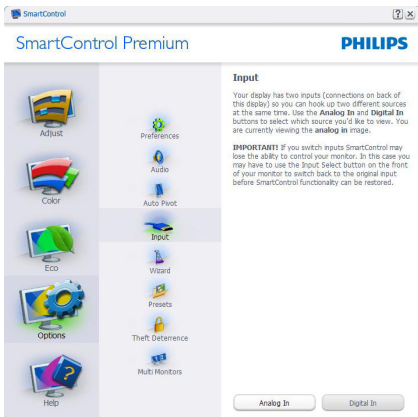 SmartControl
SmartControl Premium
PHILIPS
Adjust
Color
Eco
Options
Help
Preferences
Audio
Auto Pivot
Input
Wizard
Presets
Theft Deterrence
Multi Monitors
Input
Your display has two inputs (connections on back of
this display) so you can hook up two different sources
at the same time. Use the Analog In and Digital In
buttons to select which source you'd like to view. You
are currently viewing the analog in image.
IMPORTANT! If you switch inputs SmartControl may
lose the ability to control your monitor. In this case you
may have to use the Input Select button on the front
of your monitor to switch back to the original input
before SmartControl functionality can be restored.
Analog In
Digital In